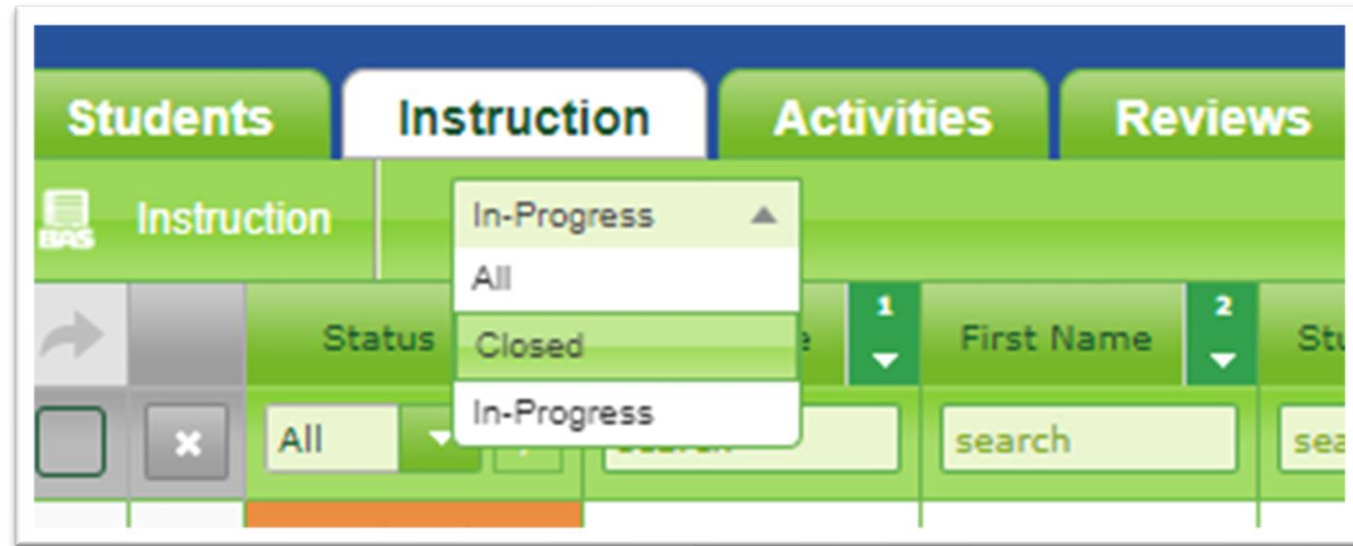 Students Instruction Activities Reviews
BAS Instruction In-Progress
All
1 2
Status First Name
Closed
In-Progress
All search